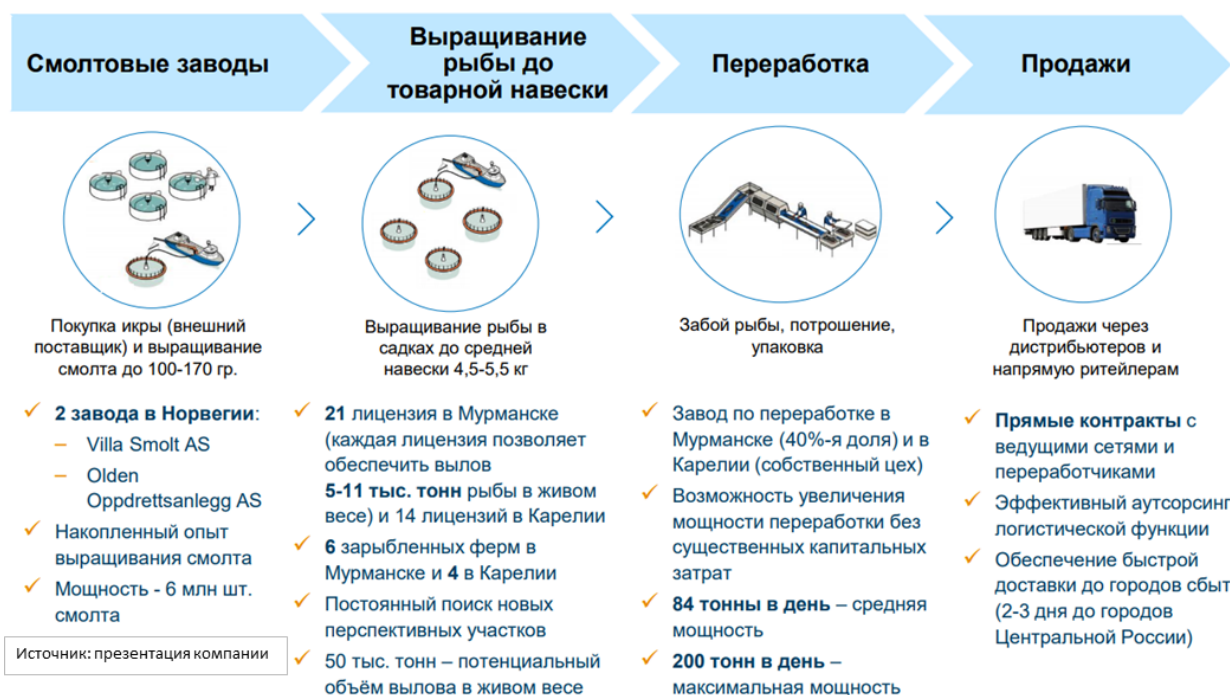 Смолтовые заводы
Выращивание
рыбы до
товарной навески
Переработка
Продажи
Покупка икры (внешний
поставщик) и выращивание
смолта до 100-170 гр.
Выращивание рыбы в
садках до средней
навески 4,5-5,5 кг
Забой рыбы, потрошение,
упаковка
Продажи через
дистрибьютеров и
напрямую ритейлерам
✓ 2 завода в Норвегии:
– Villa Smolt AS
– Olden
Oppdrettsanlegg AS
✓ Накопленный опыт
выращивания смолта
✓ Мощность - 6 млн шт.
смолта
Источник: презентация компании
✓ 21 лицензия в Мурманске
(каждая лицензия позволяет
обеспечить вылов
5-11 тыс. тонн рыбы в живом
весе) и 14 лицензий в Карелии
✓ 6 зарыбленных ферм в
Мурманске и 4 в Карелии
✓ Постоянный поиск новых
перспективных участков
✓ 50 тыс. тонн – потенциальный
объём вылова в живом весе
✓ Завод по переработке в
Мурманске (40%-я доля) и в
Карелии (собственный цех)
✓ Возможность увеличения
мощности переработки без
существенных капитальных
затрат
✓ 84 тонны в день – средняя
мощность
✓ 200 тонн в день –
максимальная мощность
✓ Прямые контракты с
ведущими сетями и
переработчиками
✓ Эффективный аутсорсинг
логистической функции
✓ Обеспечение быстрой
доставки до городов сбыт
(2-3 дня до городов
Центральной России)